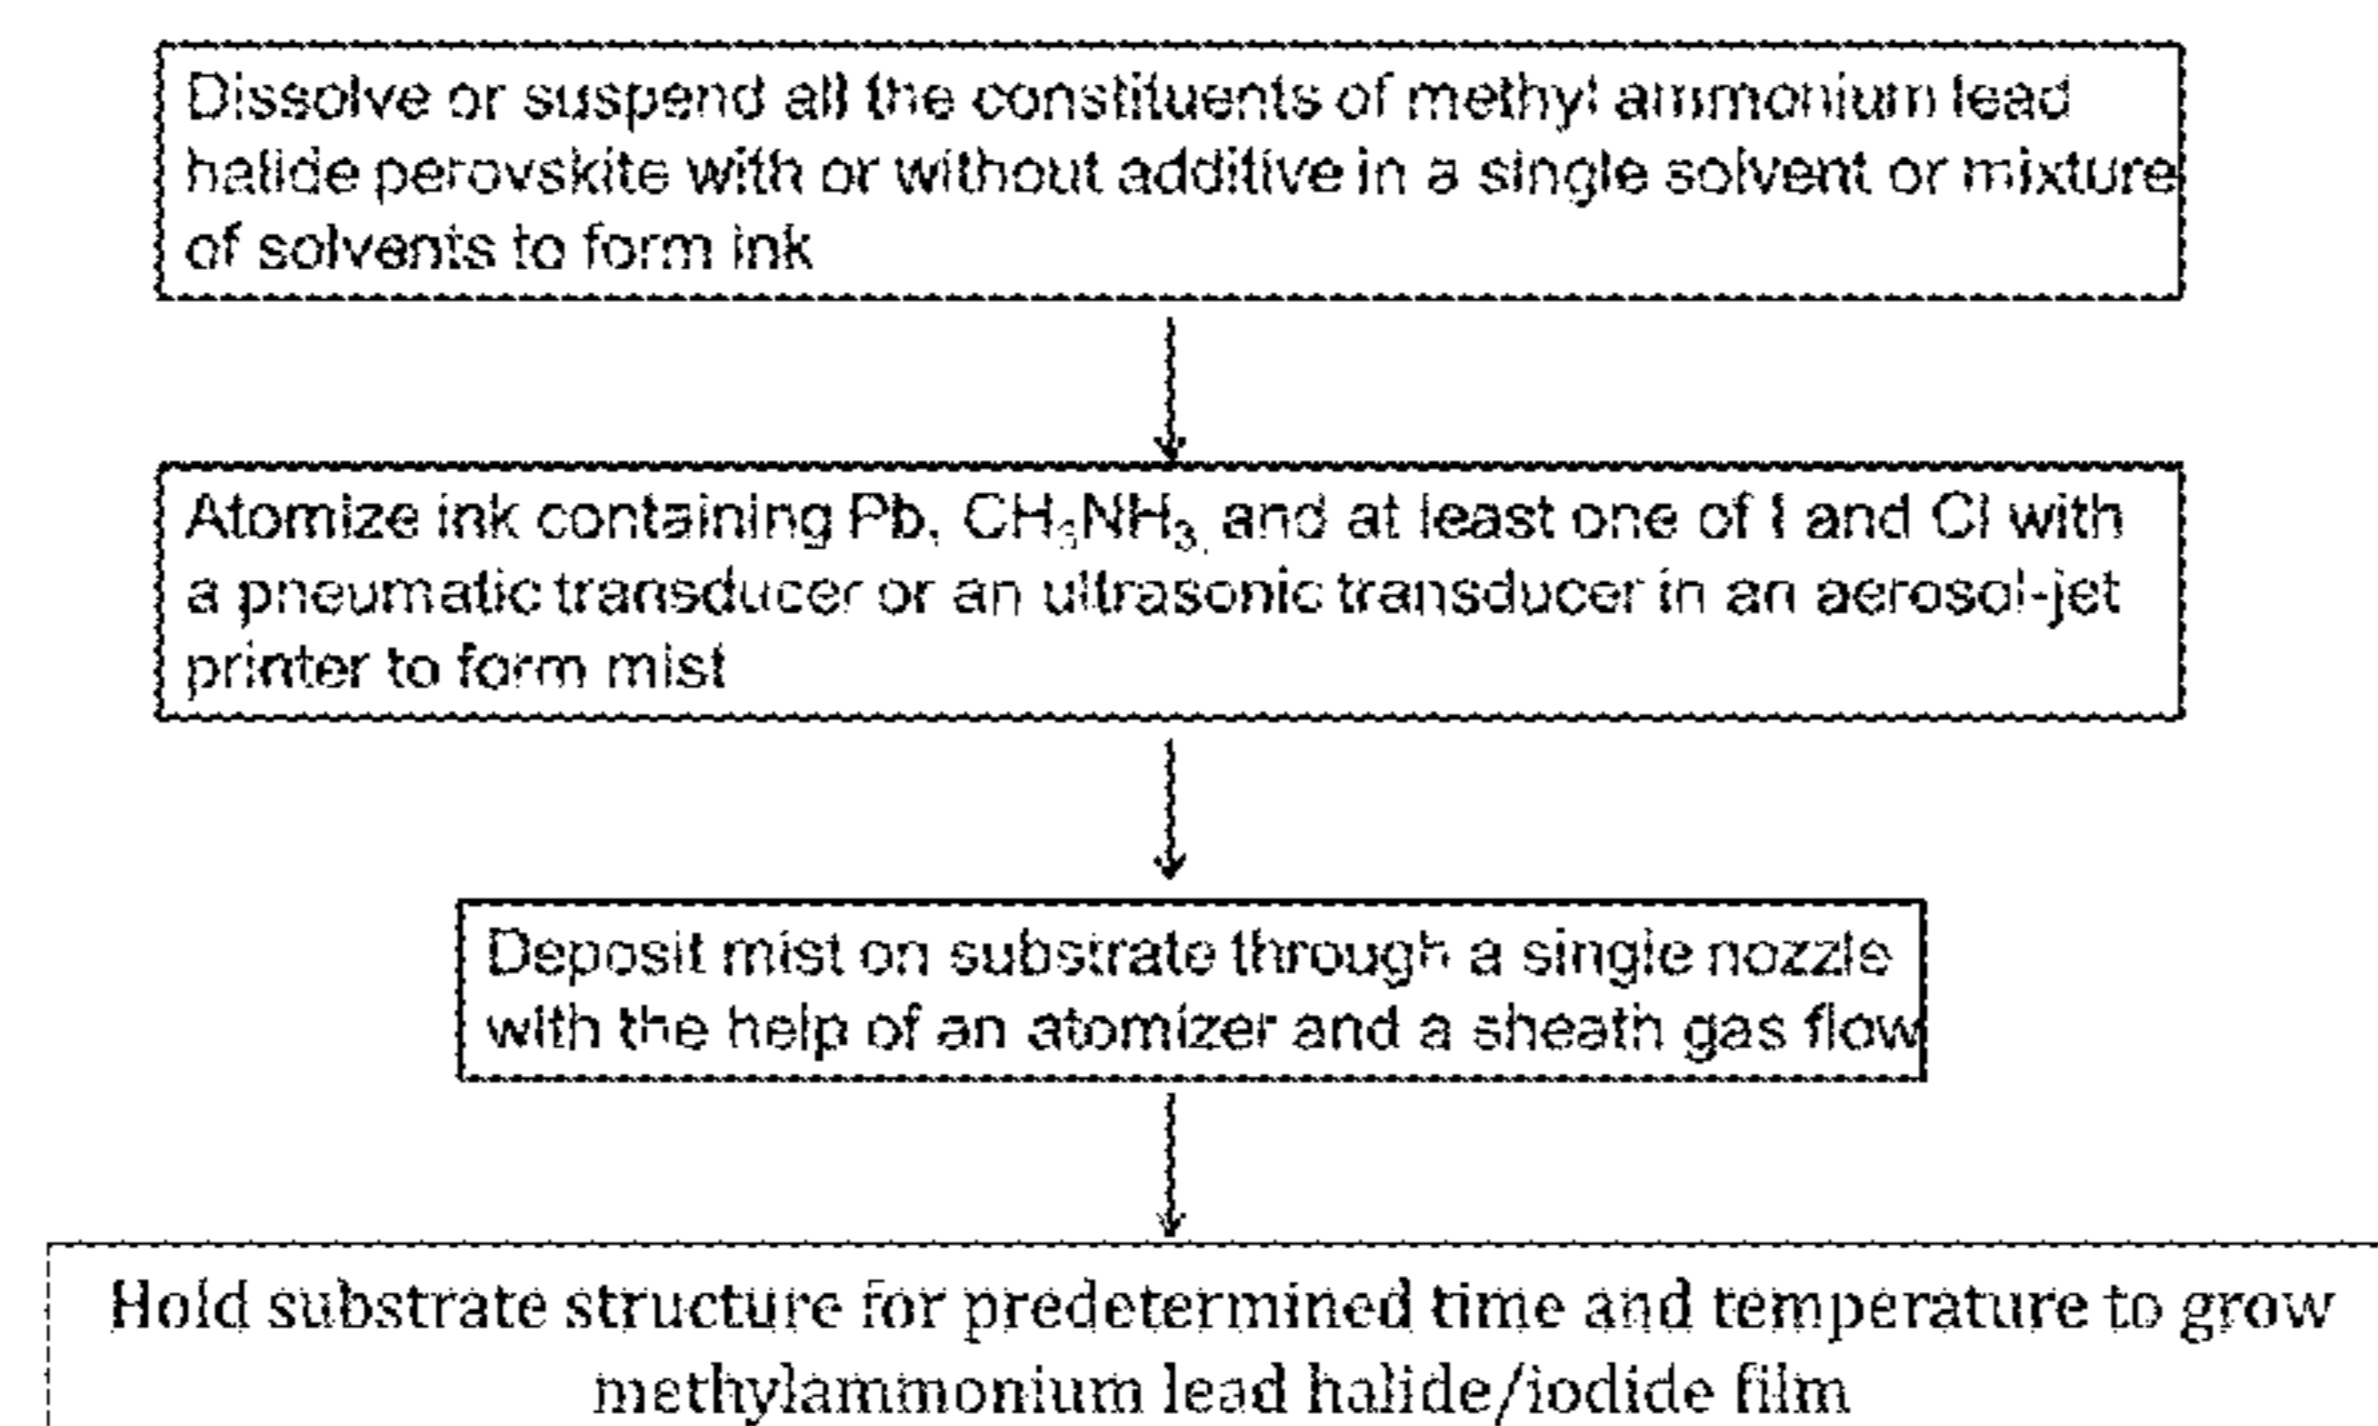 Dissolve or suspend all the constituents of methyl ammonium lead
halide perovskite with or without additive in a single solvent or mixture
of solvents to form ink
Atomize ink containing Pb, CH₃NH₃, and at least one of I and Cl with
a pneumatic transducer or an ultrasonic transducer in an aerosol-jet
printer to form mist
Deposit mist on substrate through a single nozzle
with the help of an atomizer and a sheath gas flow
Hold substrate structure for predetermined time and temperature to grow
methylammonium lead halide/iodide film